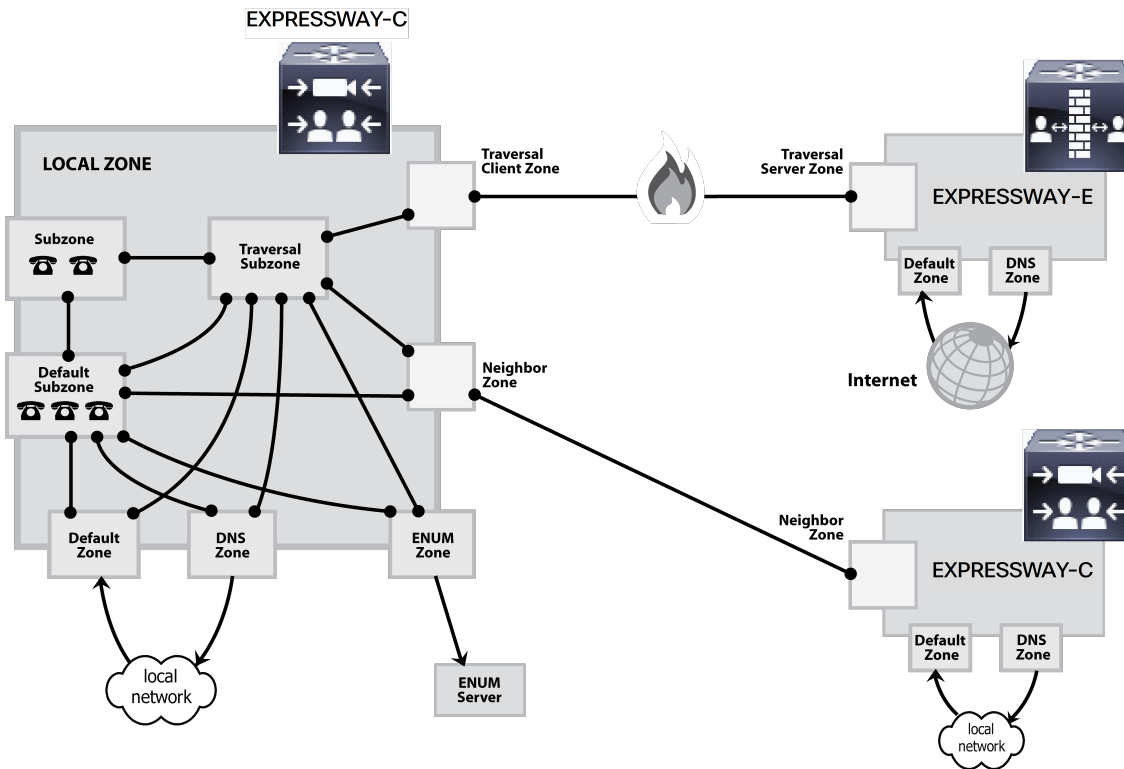 EXPRESSWAY-C
LOCAL ZONE
Traversal
Client Zone
Traversal
Server Zone
EXPRESSWAY-E
Subzone
Traversal
Subzone
Default
Zone
DNS
Zone
Internet
Default
Subzone
Neighbor
Zone
Neighbor
Zone
EXPRESSWAY-C
Default
Zone
DNS
Zone
ENUM
Zone
Default
Zone
DNS
Zone
local
network
ENUM
Server
local
network